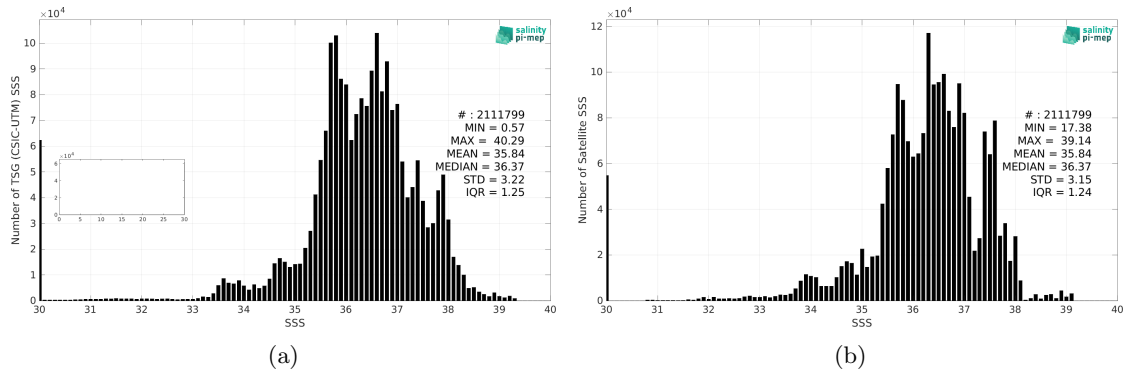 ×10⁴
10
9
8
7
6
5
4
3
2
1
0
Number of TSG (CSIC-UTM) SSS
30 31 32 33 34 35 36 37 38 39 40
SSS
salinity
pi-mep
# : 2111799
MIN = 0.57
MAX = 40.29
MEAN = 35.84
MEDIAN = 36.37
STD = 3.22
IQR = 1.25
×10⁴
6
4
2
0
0 5 10 15 20 25 30
(a)
×10⁴
12
10
8
6
4
2
0
Number of Satellite SSS
30 31 32 33 34 35 36 37 38 39 40
SSS
salinity
pi-mep
# : 2111799
MIN = 17.38
MAX = 39.14
MEAN = 35.84
MEDIAN = 36.37
STD = 3.15
IQR = 1.24
(b)